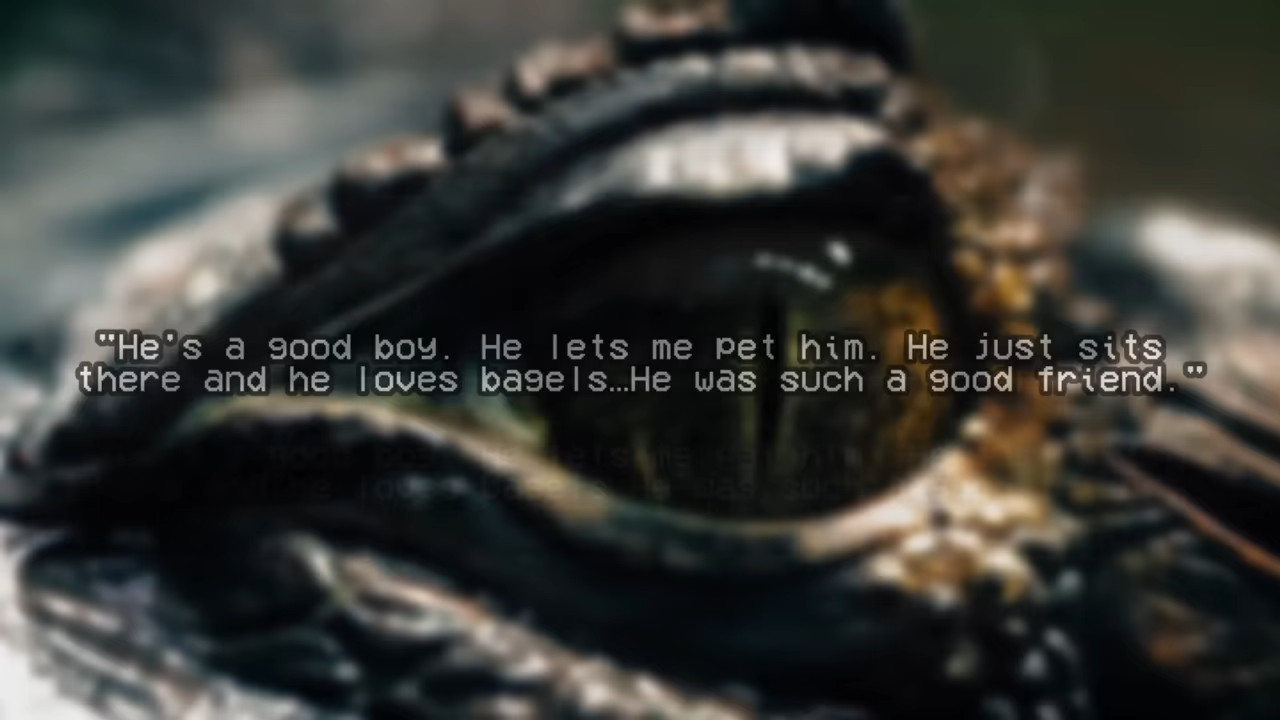 "He's a good boy. He lets me pet him. He just sits
there and he loves bagels…He was such a good friend."